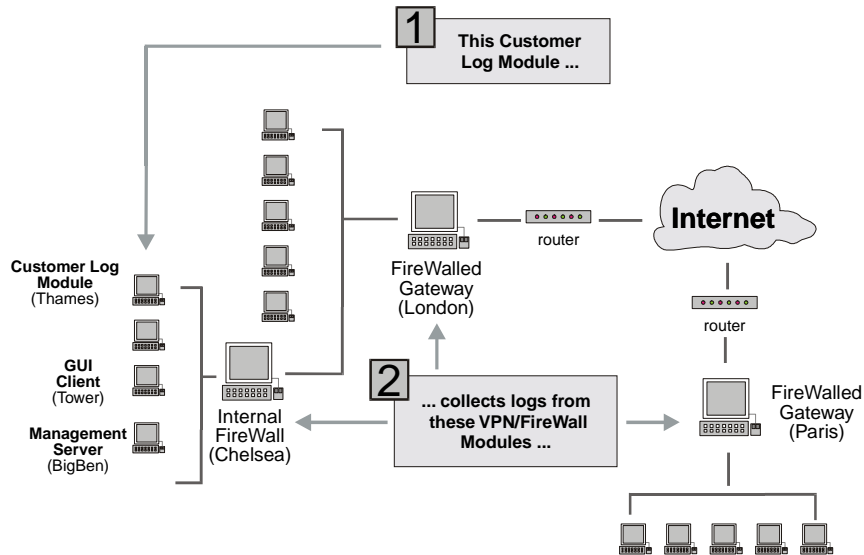 1
This Customer
Log Module ...
Internet
router
FireWalled
Gateway
(London)
router
Customer Log
Module
(Thames)
GUI
Client
(Tower)
Management
Server
(BigBen)
Internal
FireWall
(Chelsea)
2
... collects logs from
these VPN/FireWall
Modules ...
FireWalled
Gateway
(Paris)